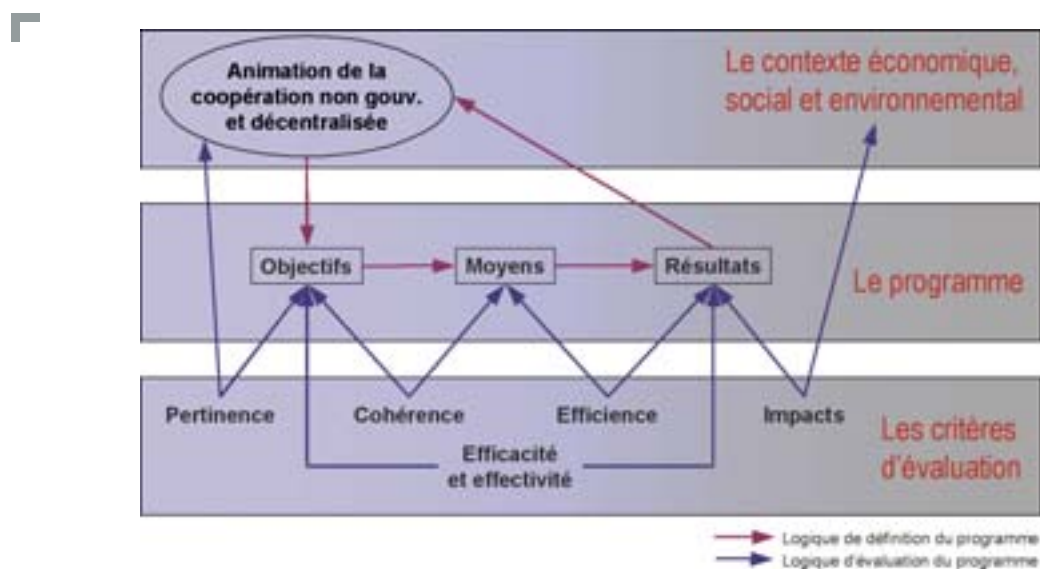 Animation de la
coopération non gouv.
et décentralisée
Le contexte économique,
social et environnemental
Objectifs
Moyens
Résultats
Le programme
Pertinence
Cohérence
Efficience
Impacts
Efficacité
et effectivité
Les critères
d'évaluation
Logique de définition du programme
Logique d'évaluation du programme